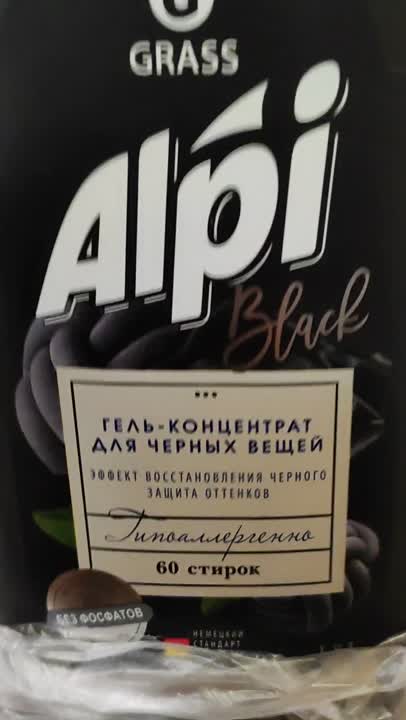 GRASS
Alpi
Black
ГЕЛЬ-КОНЦЕНТРАТ
ДЛЯ ЧЕРНЫХ ВЕЩЕЙ
ЭФФЕКТ ВОССТАНОВЛЕНИЯ ЧЕРНОГО
ЗАЩИТА ОТТЕНКОВ
Гипоаллергенно
60 стирок
БЕЗ ФОСФАТОВ
НЕМЕЦКИЙ
СТАНДАРТ